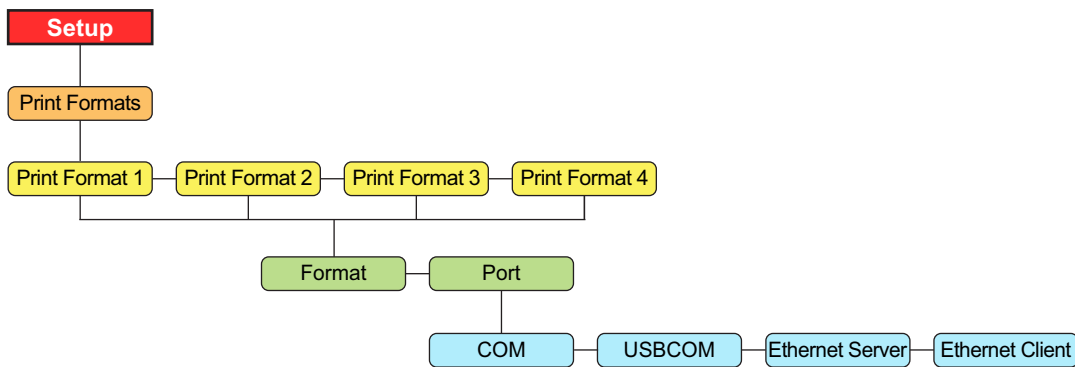 Setup
Print Formats
Print Format 1
Print Format 2
Print Format 3
Print Format 4
Format
Port
COM
USBCOM
Ethernet Server
Ethernet Client